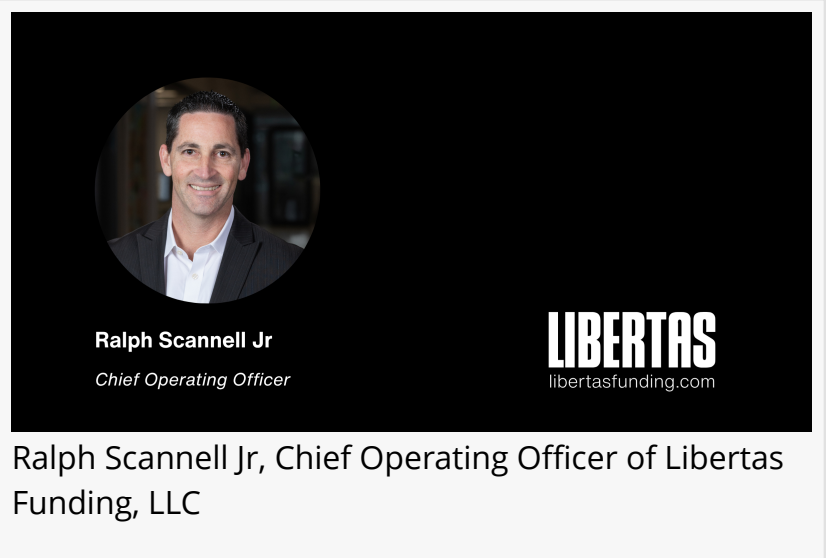 Ralph Scannell Jr
Chief Operating Officer
LIBERTAS
libertasfunding.com
Ralph Scannell Jr, Chief Operating Officer of Libertas
Funding, LLC